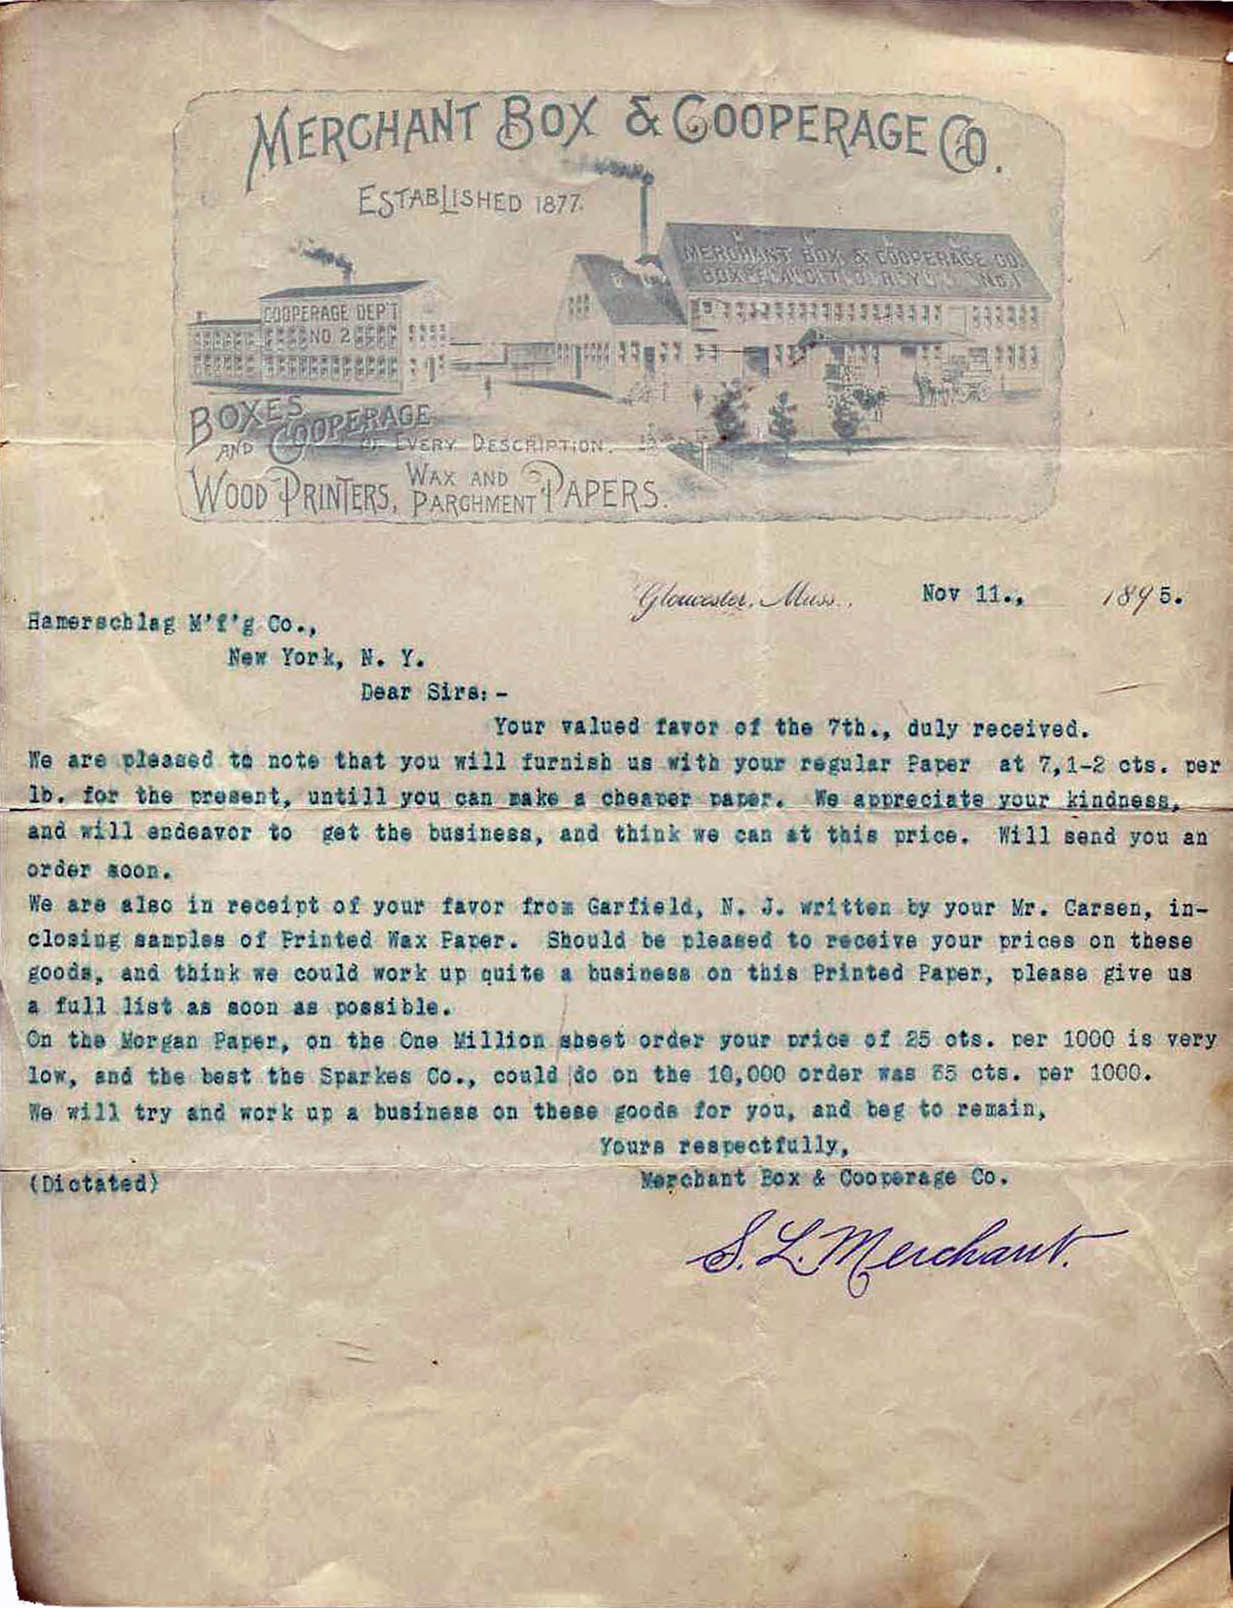 MERCHANT BOX & COOPERAGE CO.
ESTABLISHED 1877.
MERCHANT BOX & COOPERAGE CO.
BOX NO.1
COOPERAGE DEP'T
NO 2
BOXES
AND COOPERAGE
OF EVERY DESCRIPTION.
WOOD PRINTERS, WAX AND PARCHMENT PAPERS.
Gloucester, Mass., Nov 11., 1895.
Hamerschlag M'f'g Co.,
New York, N. Y.
Dear Sirs:-
Your valued favor of the 7th., duly received.
We are pleased to note that you will furnish us with your regular Paper at 7,1-2 cts. per
lb. for the present, untill you can make a cheaper paper. We appreciate your kindness,
and will endeavor to get the business, and think we can at this price. Will send you an
order soon.
We are also in receipt of your favor from Garfield, N. J. written by your Mr. Carsen, in-
closing samples of Printed Wax Paper. Should be pleased to receive your prices on these
goods, and think we could work up quite a business on this Printed Paper, please give us
a full list as soon as possible.
On the Morgan Paper, on the One Million sheet order your price of 25 cts. per 1000 is very
low, and the best the Sparkes Co., could do on the 10,000 order was cts. per 1000.
We will try and work up a business on these goods for you, and beg to remain,
Yours respectfully,
(Dictated) Merchant Box & Cooperage Co.
S. L. Merchant.